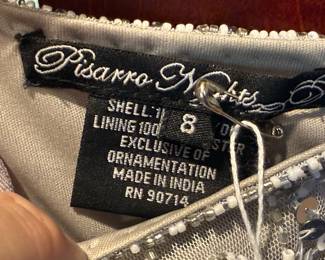 Pisarro Nights
SHELL: 8
LINING 100
EXCLUSIVE OF
ORNAMENTATION
MADE IN INDIA
RN 90714